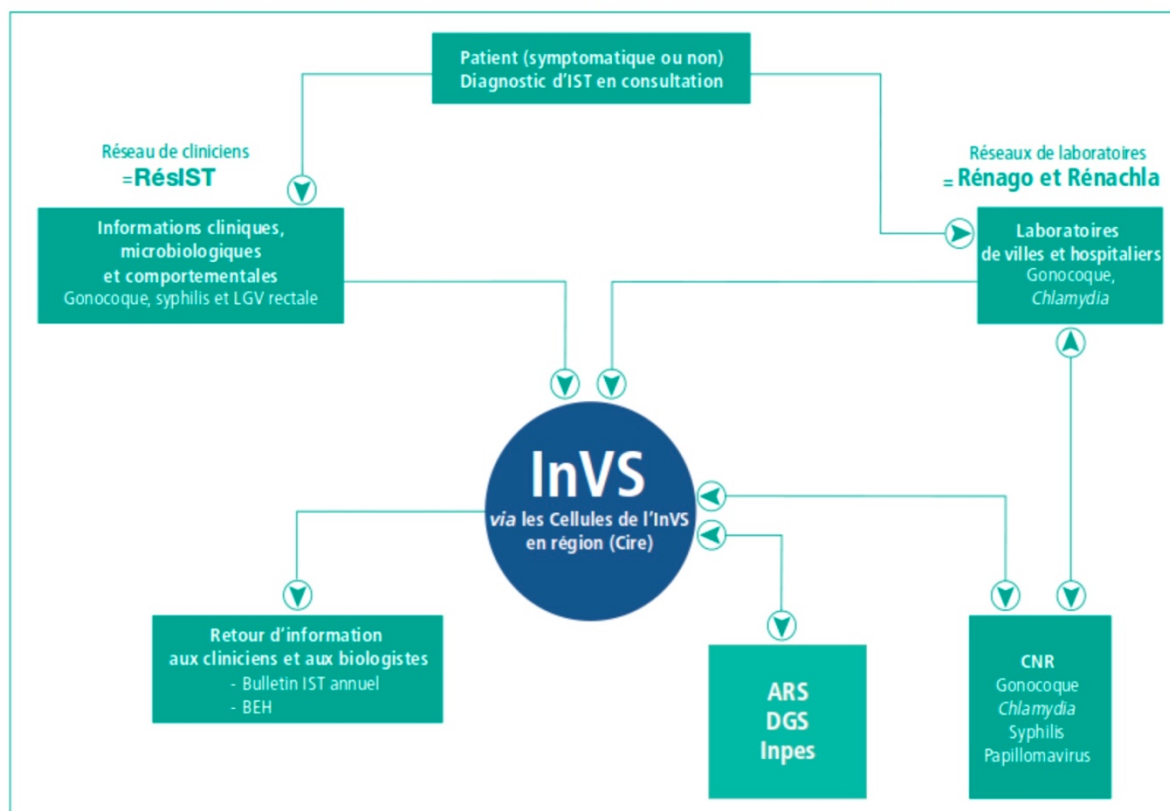 Patient (symptomatique ou non)
Diagnostic d'IST en consultation
Réseau de cliniciens
=RésIST
Réseaux de laboratoires
= Rénago et Rénachla
Informations cliniques,
microbiologiques
et comportementales
Gonocoque, syphilis et LGV rectale
Laboratoires
de villes et hospitaliers
Gonocoque,
Chlamydia
InVS
via les Cellules de l'InVS
en région (Cire)
Retour d'information
aux cliniciens et aux biologistes
- Bulletin IST annuel
- BEH
ARS
DGS
Inpes
CNR
Gonocoque
Chlamydia
Syphilis
Papillomavirus